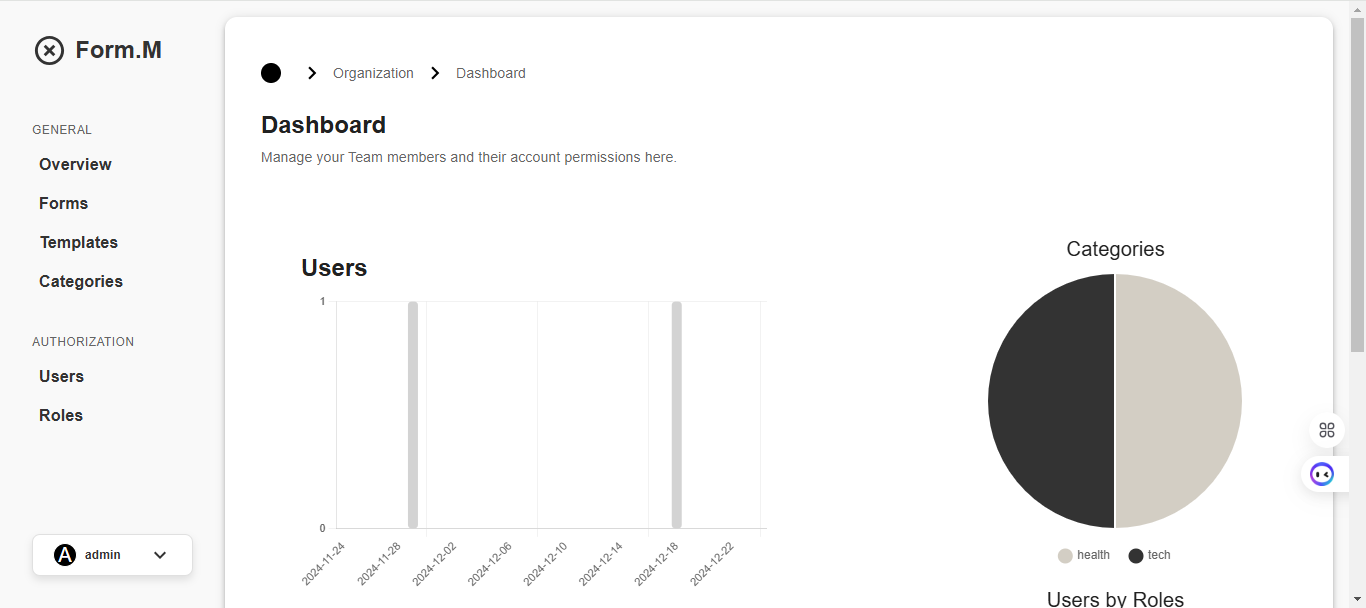 Form.M
GENERAL
Overview
Forms
Templates
Categories
AUTHORIZATION
Users
Roles
A admin
Organization Dashboard
Dashboard
Manage your Team members and their account permissions here.
Users
1
0
2024-11-24
2024-11-28
2024-12-02
2024-12-06
2024-12-10
2024-12-14
2024-12-18
2024-12-22
Categories
health tech
Users by Roles